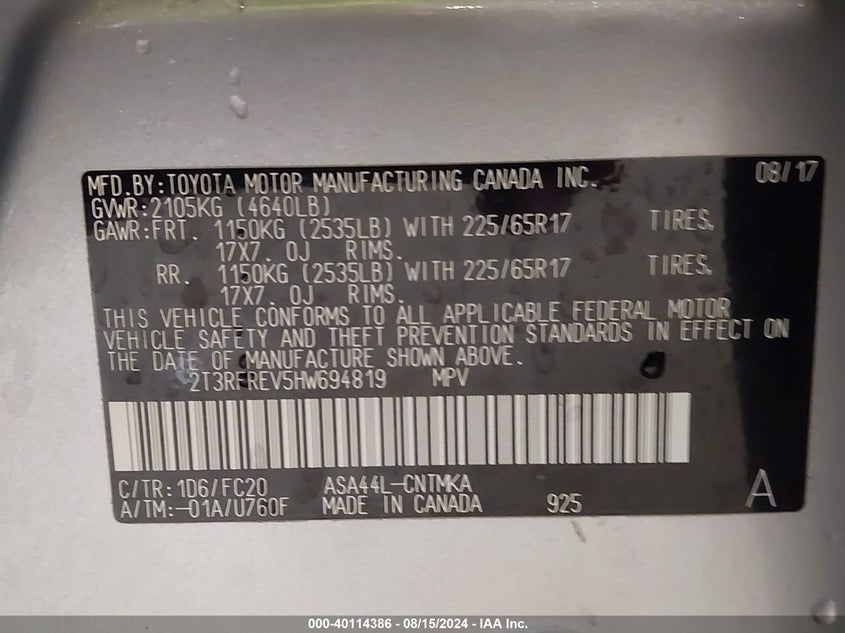 MFD.BY:TOYOTA MOTOR MANUFACTURING CANADA INC. 08/17
GVWR:2105KG (4640LB)
GAWR:FRT. 1150KG (2535LB) WITH 225/65R17 TIRES,
17X7.0J RIMS.
RR. 1150KG (2535LB) WITH 225/65R17 TIRES,
17X7.0J RIMS.
THIS VEHICLE CONFORMS TO ALL APPLICABLE FEDERAL MOTOR
VEHICLE SAFETY AND THEFT PREVENTION STANDARDS IN EFFECT ON
THE DATE OF MANUFACTURE SHOWN ABOVE.
2T3RFREV5HW694819 MPV
C/TR:1D6/FC20 ASA44L-CNTMKA
A/TM:-01A/U760F MADE IN CANADA 925 A
000-40114386 - 08/15/2024 - IAA Inc.